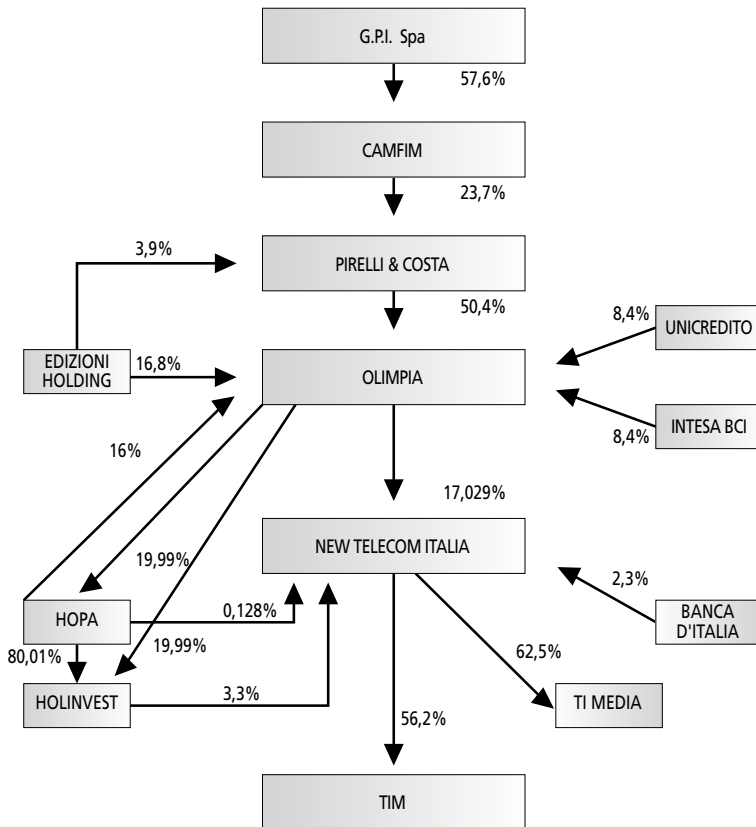 G.P.I. Spa
57,6%
CAMFIM
23,7%
3,9%
PIRELLI & COSTA
50,4%
8,4%
UNICREDITO
EDIZIONI
HOLDING
16,8%
OLIMPIA
INTESA BCI
8,4%
16%
17,029%
NEW TELECOM ITALIA
19,99%
2,3%
BANCA
D'ITALIA
HOPA
0,128%
80,01%
19,99%
62,5%
HOLINVEST
3,3%
TI MEDIA
56,2%
TIM